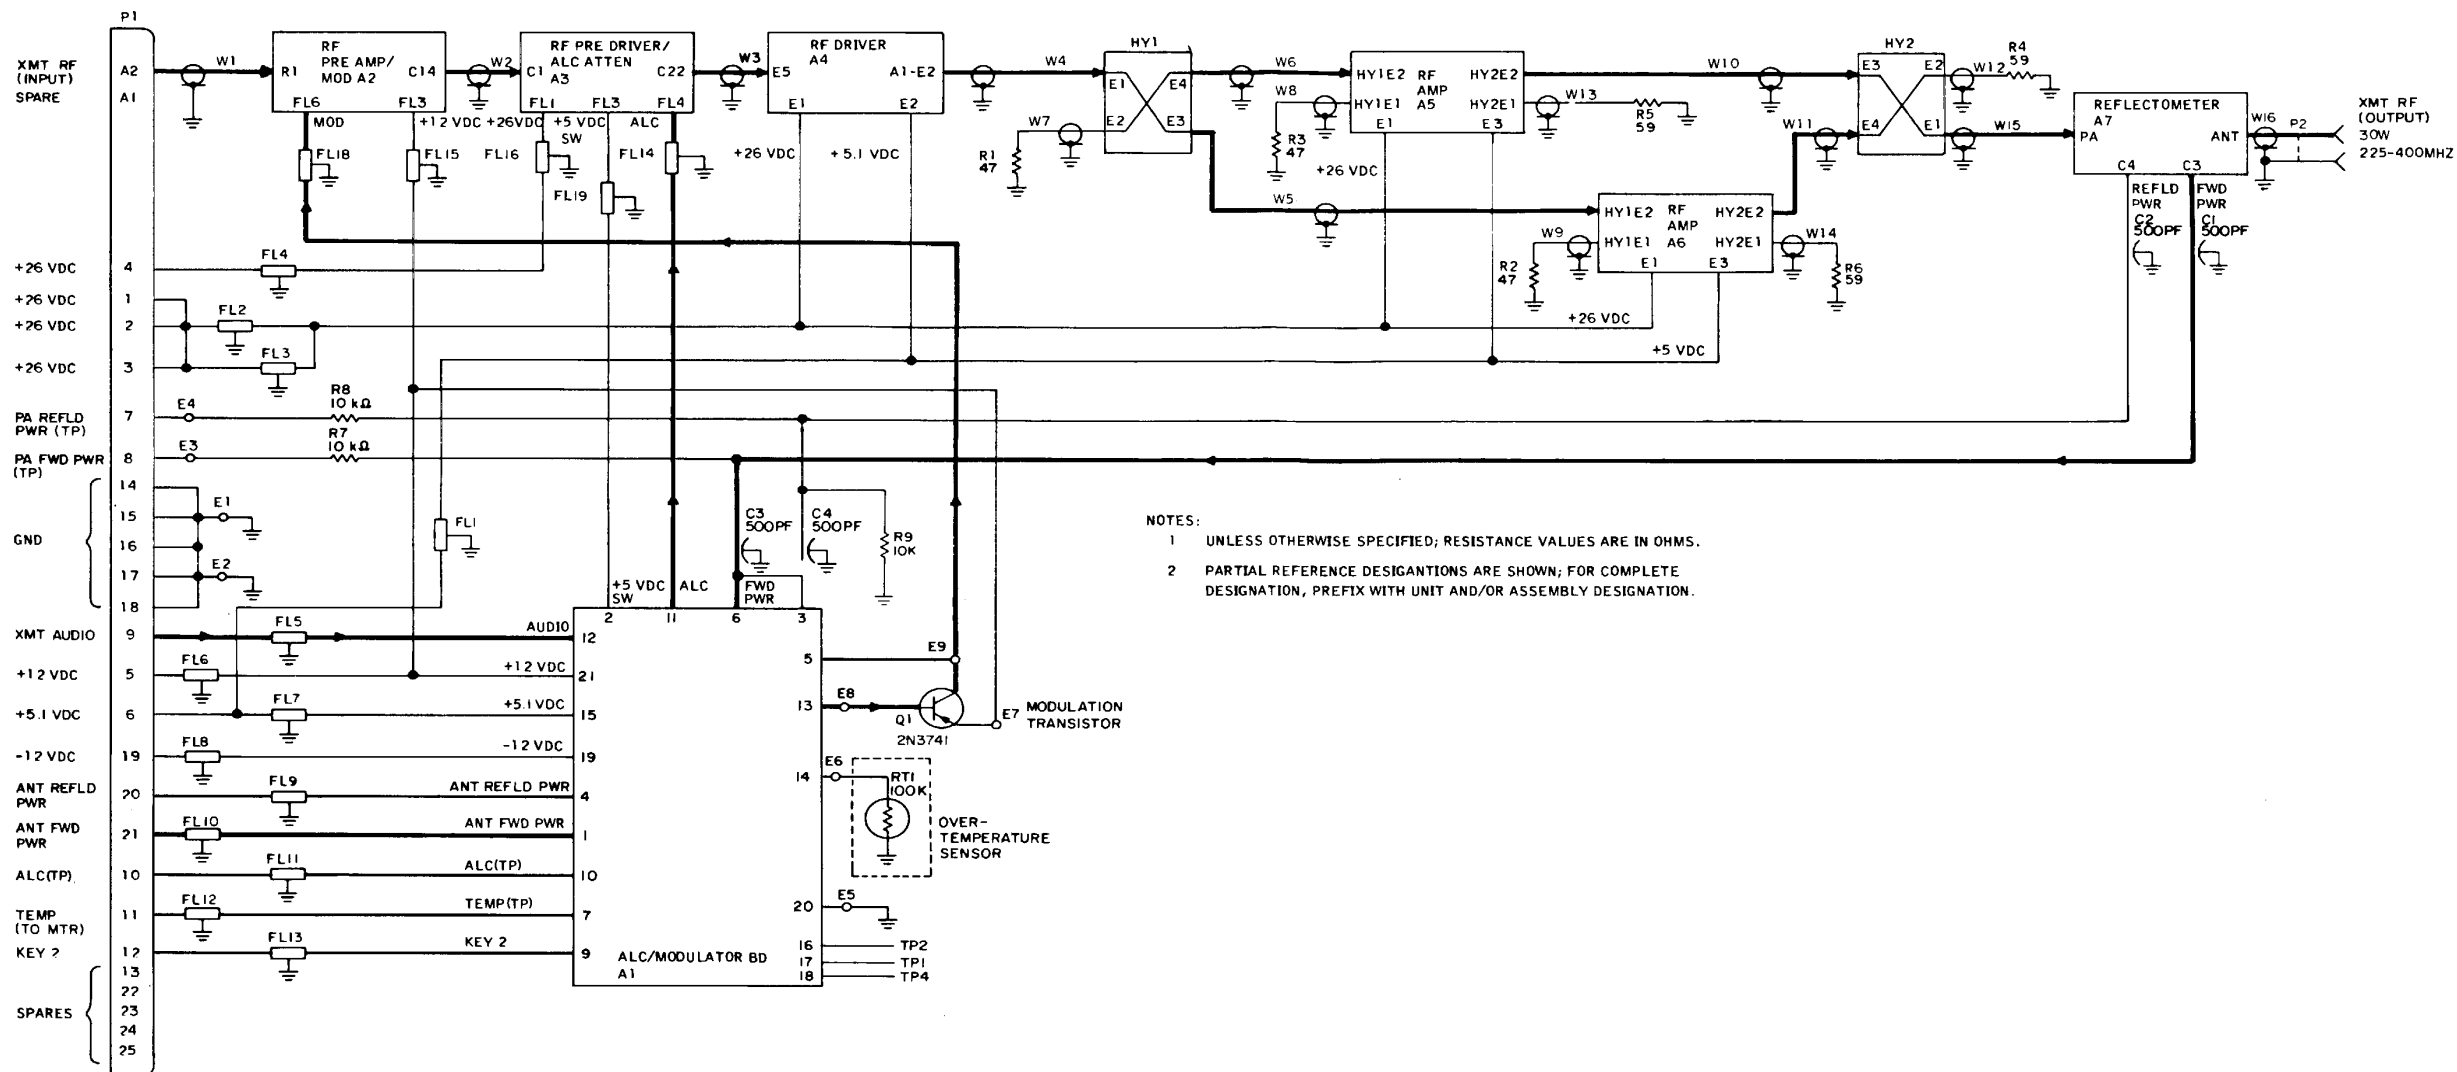 P1
XMT RF
(INPUT)
SPARE
A2
A1
W1
RF
PRE AMP/
MOD A2
R1
C14
FL6
FL3
W2
RF PRE DRIVER/
ALC ATTEN
A3
C1
C22
FL1
FL3
FL4
W3
RF DRIVER
A4
E5
A1-E2
E1
E2
W4
HY1
E1
E4
E2
E3
W7
R1
47
W6
W8
R3
47
HY1E2
RF
AMP
A5
HY2E2
HY1E1
HY2E1
E1
E3
W13
R5
59
W10
W11
HY2
E3
E2
E4
E1
W12
R4
59
W15
REFLECTOMETER
A7
PA
ANT
C4
C3
W16
P2
XMT RF
(OUTPUT)
30W
225-400MHZ
MOD
+12 VDC
+26VDC
+5 VDC
SW
ALC
FL18
FL15
FL16
FL19
FL14
+26 VDC
+5.1 VDC
+26 VDC
W5
HY1E2
RF
AMP
A6
HY2E2
HY1E1
HY2E1
E1
E3
W9
R2
47
W14
R6
59
REFLD
PWR
C2
500PF
FWD
PWR
C1
500PF
+26 VDC
4
FL4
+26 VDC
1
+26 VDC
2
FL2
+26 VDC
3
FL3
+26 VDC
+5 VDC
PA REFLD
PWR (TP)
7
E4
R8
10 kΩ
PA FWD PWR
(TP)
8
E3
R7
10 kΩ
GND
14
15
16
17
18
E1
E2
FL1
C3
500PF
C4
500PF
R9
10K
+5 VDC
SW
ALC
FWD
PWR
NOTES:
1 UNLESS OTHERWISE SPECIFIED; RESISTANCE VALUES ARE IN OHMS.
2 PARTIAL REFERENCE DESIGANTIONS ARE SHOWN; FOR COMPLETE
DESIGNATION, PREFIX WITH UNIT AND/OR ASSEMBLY DESIGNATION.
2
11
6
3
XMT AUDIO
9
FL5
AUDIO
12
+12 VDC
5
FL6
+12 VDC
21
+5.1 VDC
6
FL7
+5.1VDC
15
-12 VDC
19
FL8
-12 VDC
19
ANT REFLD
PWR
20
FL9
ANT REFLD PWR
4
ANT FWD
PWR
21
FL10
ANT FWD PWR
1
ALC(TP)
10
FL11
ALC(TP)
10
TEMP
(TO MTR)
11
FL12
TEMP(TP)
7
KEY 2
12
FL13
KEY 2
9
SPARES
13
22
23
24
25
ALC/MODULATOR BD
A1
5
E9
13
E8
Q1
2N3741
E7
MODULATION
TRANSISTOR
14
E6
RT1
100K
OVER-
TEMPERATURE
SENSOR
20
E5
16
TP2
17
TP1
18
TP4